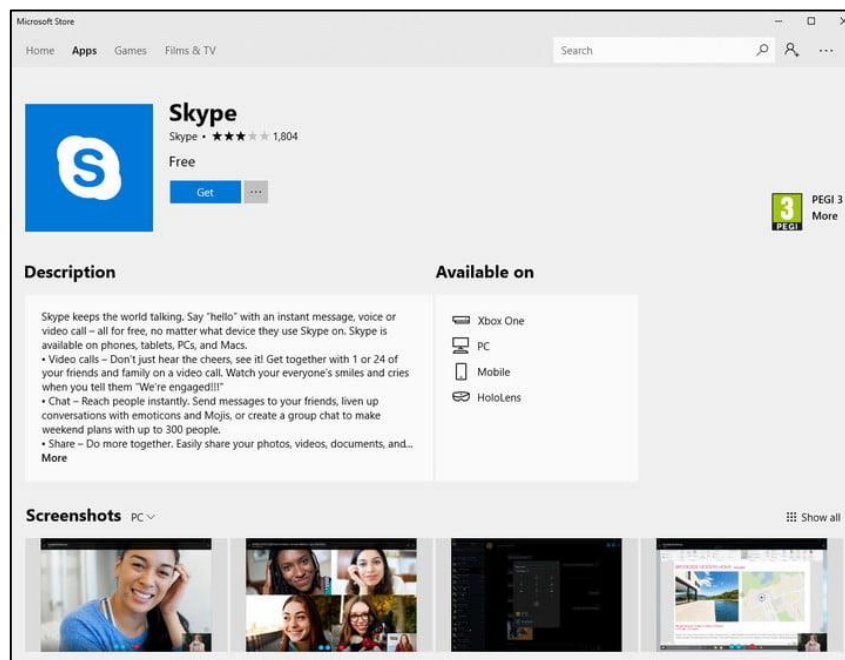 Microsoft Store
Home Apps Games Films & TV
Search
Skype
Skype • ★★★★★ 1,804
Free
Get ...
S
3
PEGI
PEGI 3
More
Description
Skype keeps the world talking. Say "hello" with an instant message, voice or
video call – all for free, no matter what device they use Skype on. Skype is
available on phones, tablets, PCs, and Macs.
• Video calls – Don't just hear the cheers, see it! Get together with 1 or 24 of
your friends and family on a video call. Watch your everyone's smiles and cries
when you tell them "We're engaged!!!"
• Chat – Reach people instantly. Send messages to your friends, liven up
conversations with emoticons and Mojis, or create a group chat to make
weekend plans with up to 300 people.
• Share – Do more together. Easily share your photos, videos, documents, and...
More
Available on
Xbox One
PC
Mobile
HoloLens
Screenshots PC
Show all